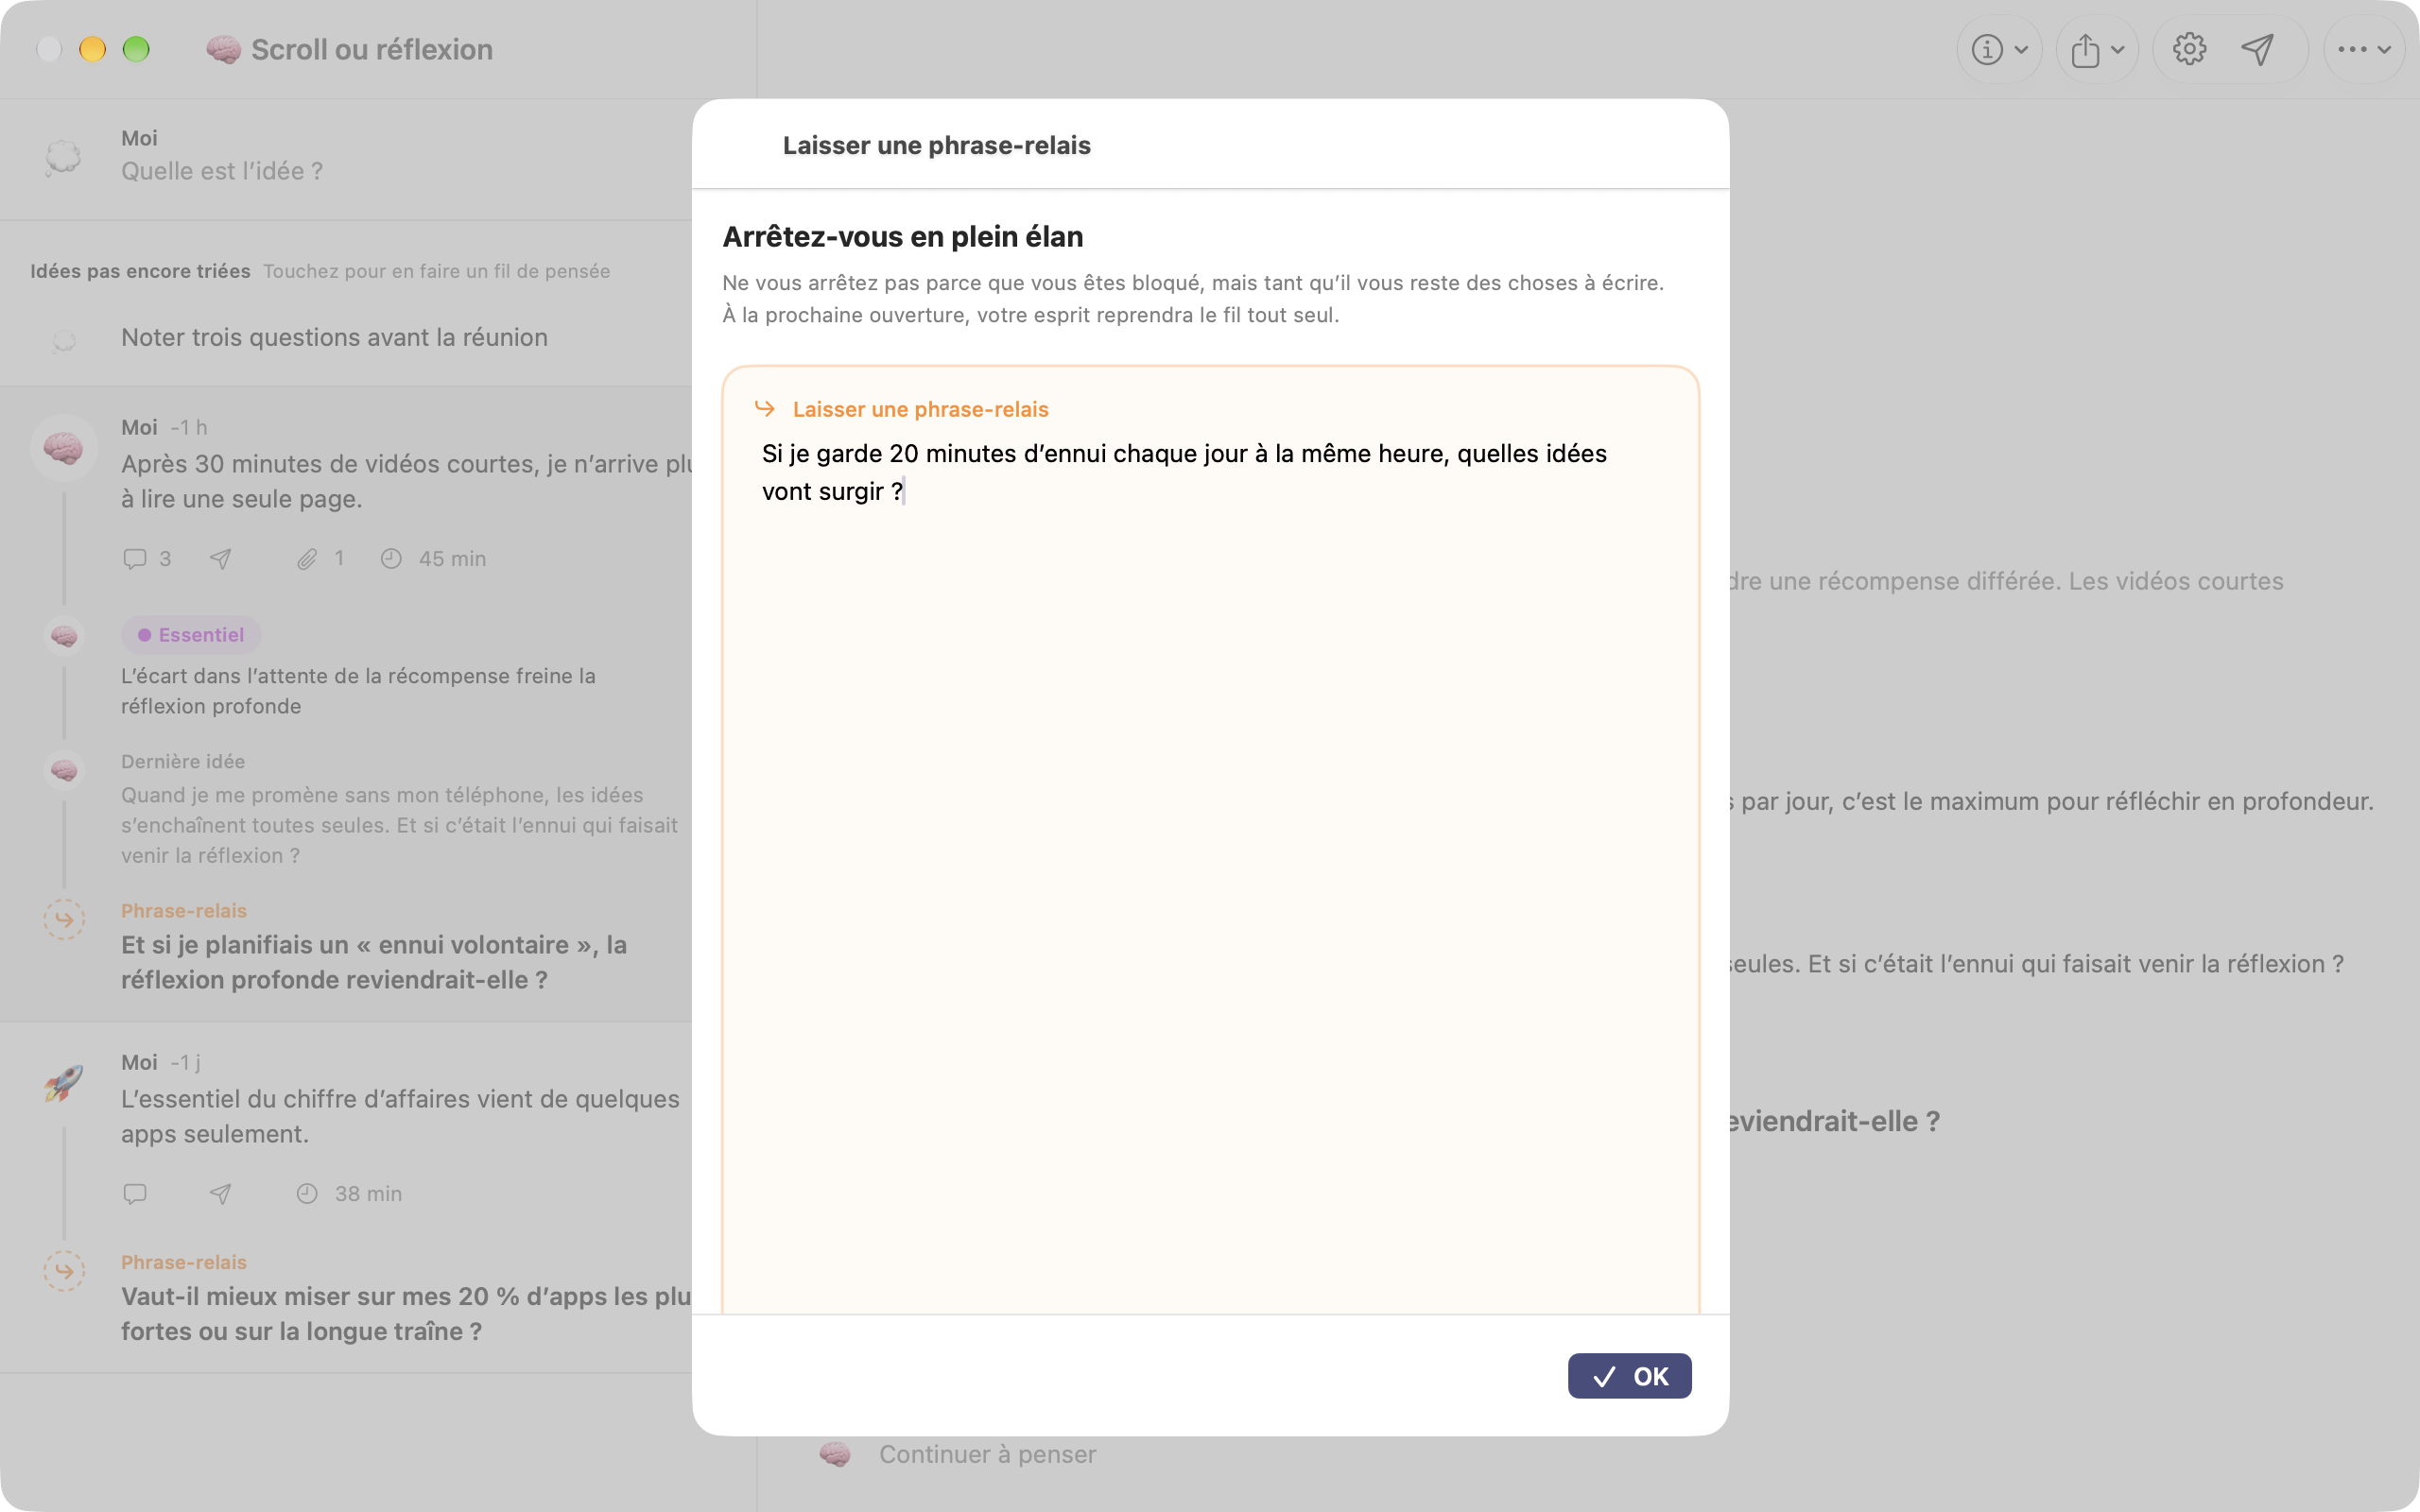 Scroll ou réflexion
Moi
Quelle est l’idée ?
Idées pas encore triées Touchez pour en faire un fil de pensée
Noter trois questions avant la réunion
Moi -1 h
Après 30 minutes de vidéos courtes, je n’arrive
à lire une seule page.
3 1 45 min
Essentiel
L’écart dans l’attente de la récompense freine la
réflexion profonde
Dernière idée
Quand je me promène sans mon téléphone, les idées
s’enchaînent toutes seules. Et si c’était l’ennui qui faisait
venir la réflexion ?
Phrase-relais
Et si je planifiais un « ennui volontaire », la
réflexion profonde reviendrait-elle ?
Moi -1 j
L’essentiel du chiffre d’affaires vient de quelques
apps seulement.
38 min
Phrase-relais
Vaut-il mieux miser sur mes 20 % d’apps les
fortes ou sur la longue traîne ?
Laisser une phrase-relais
Arrêtez-vous en plein élan
Ne vous arrêtez pas parce que vous êtes bloqué, mais tant qu’il vous reste des choses à écrire.
À la prochaine ouverture, votre esprit reprendra le fil tout seul.
Laisser une phrase-relais
Si je garde 20 minutes d’ennui chaque jour à la même heure, quelles idées
vont surgir ?
OK
une récompense différée. Les vidéos courtes
par jour, c’est le maximum pour réfléchir en profondeur.
seules. Et si c’était l’ennui qui faisait venir la réflexion ?
eviendrait-elle ?
Continuer à penser